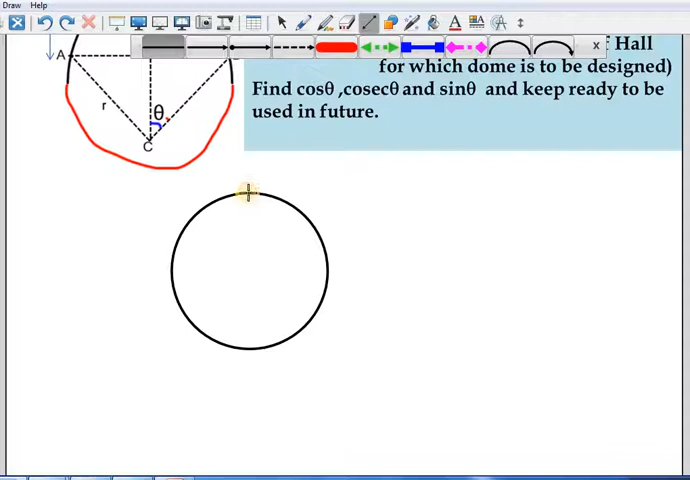 Draw Help
f Hall
A
for which dome is to be designed)
Find cosθ ,cosecθ and sinθ and keep ready to be
used in future.
r
θ
C
x